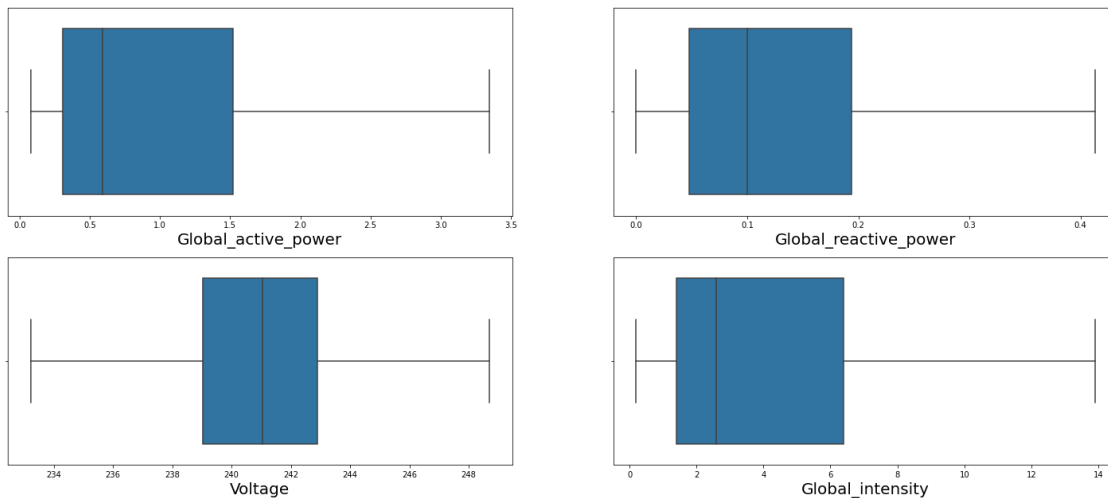 0.0 0.5 1.0 1.5 2.0 2.5 3.0 3.5
Global_active_power
0.0 0.1 0.2 0.3 0.4
Global_reactive_power
234 236 238 240 242 244 246 248
Voltage
0 2 4 6 8 10 12 14
Global_intensity